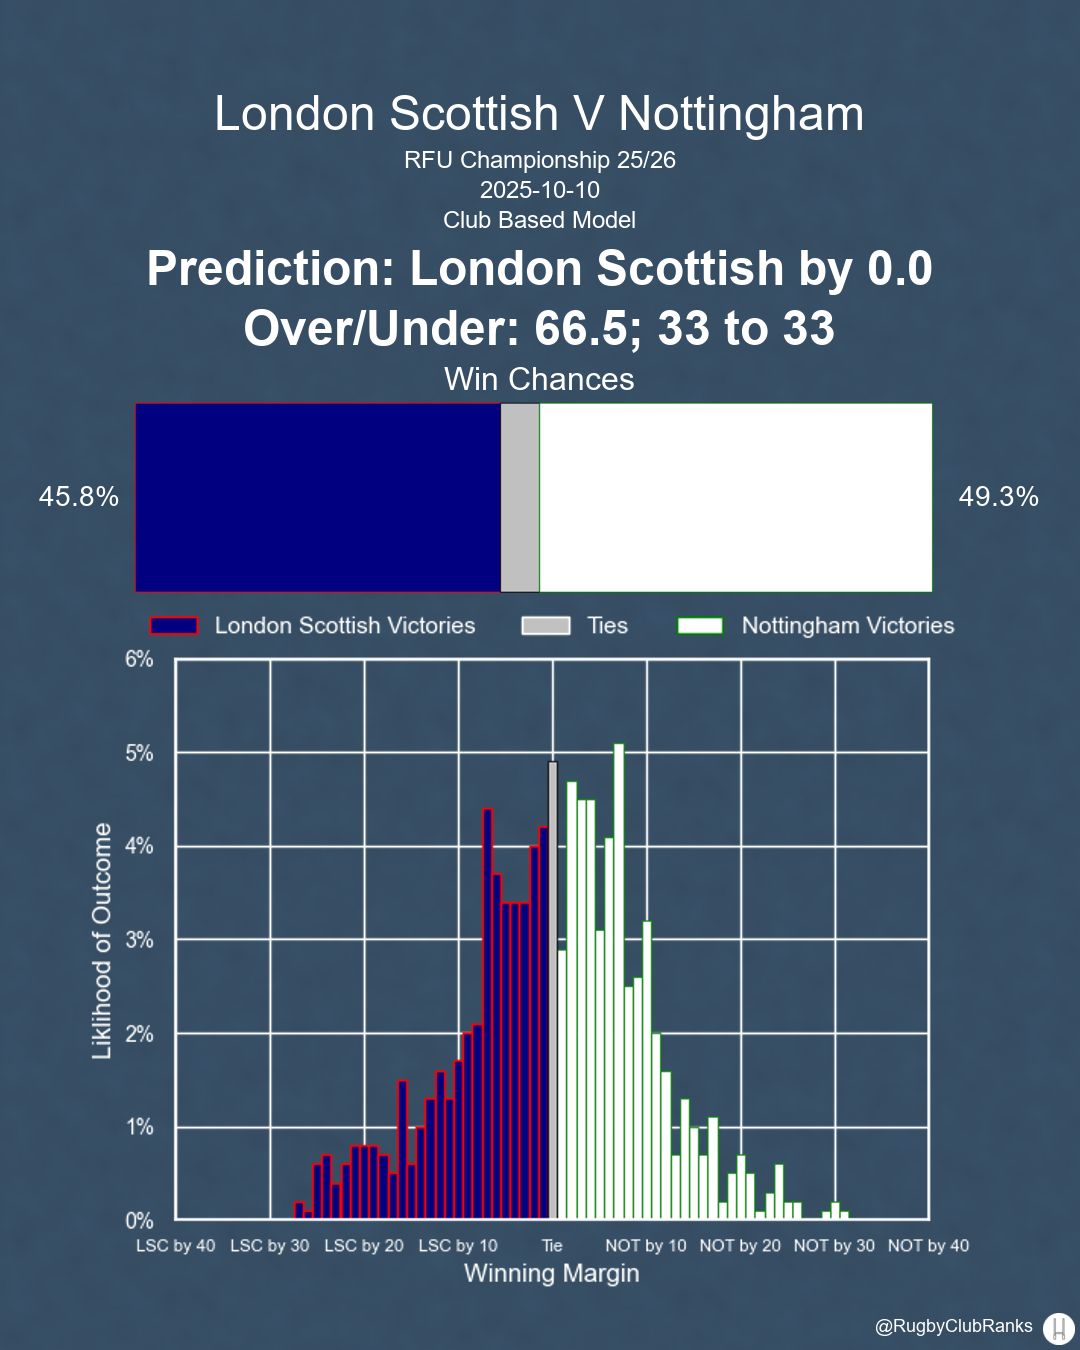 London Scottish V Nottingham
RFU Championship 25/26
2025-10-10
Club Based Model
Prediction: London Scottish by 0.0
Over/Under: 66.5; 33 to 33
Win Chances
45.8%
49.3%
London Scottish Victories
Ties
Nottingham Victories
6%
5%
4%
3%
2%
1%
0%
Liklihood of Outcome
LSC by 40 LSC by 30 LSC by 20 LSC by 10 Tie NOT by 10 NOT by 20 NOT by 30 NOT by 40
Winning Margin
@RugbyClubRanks